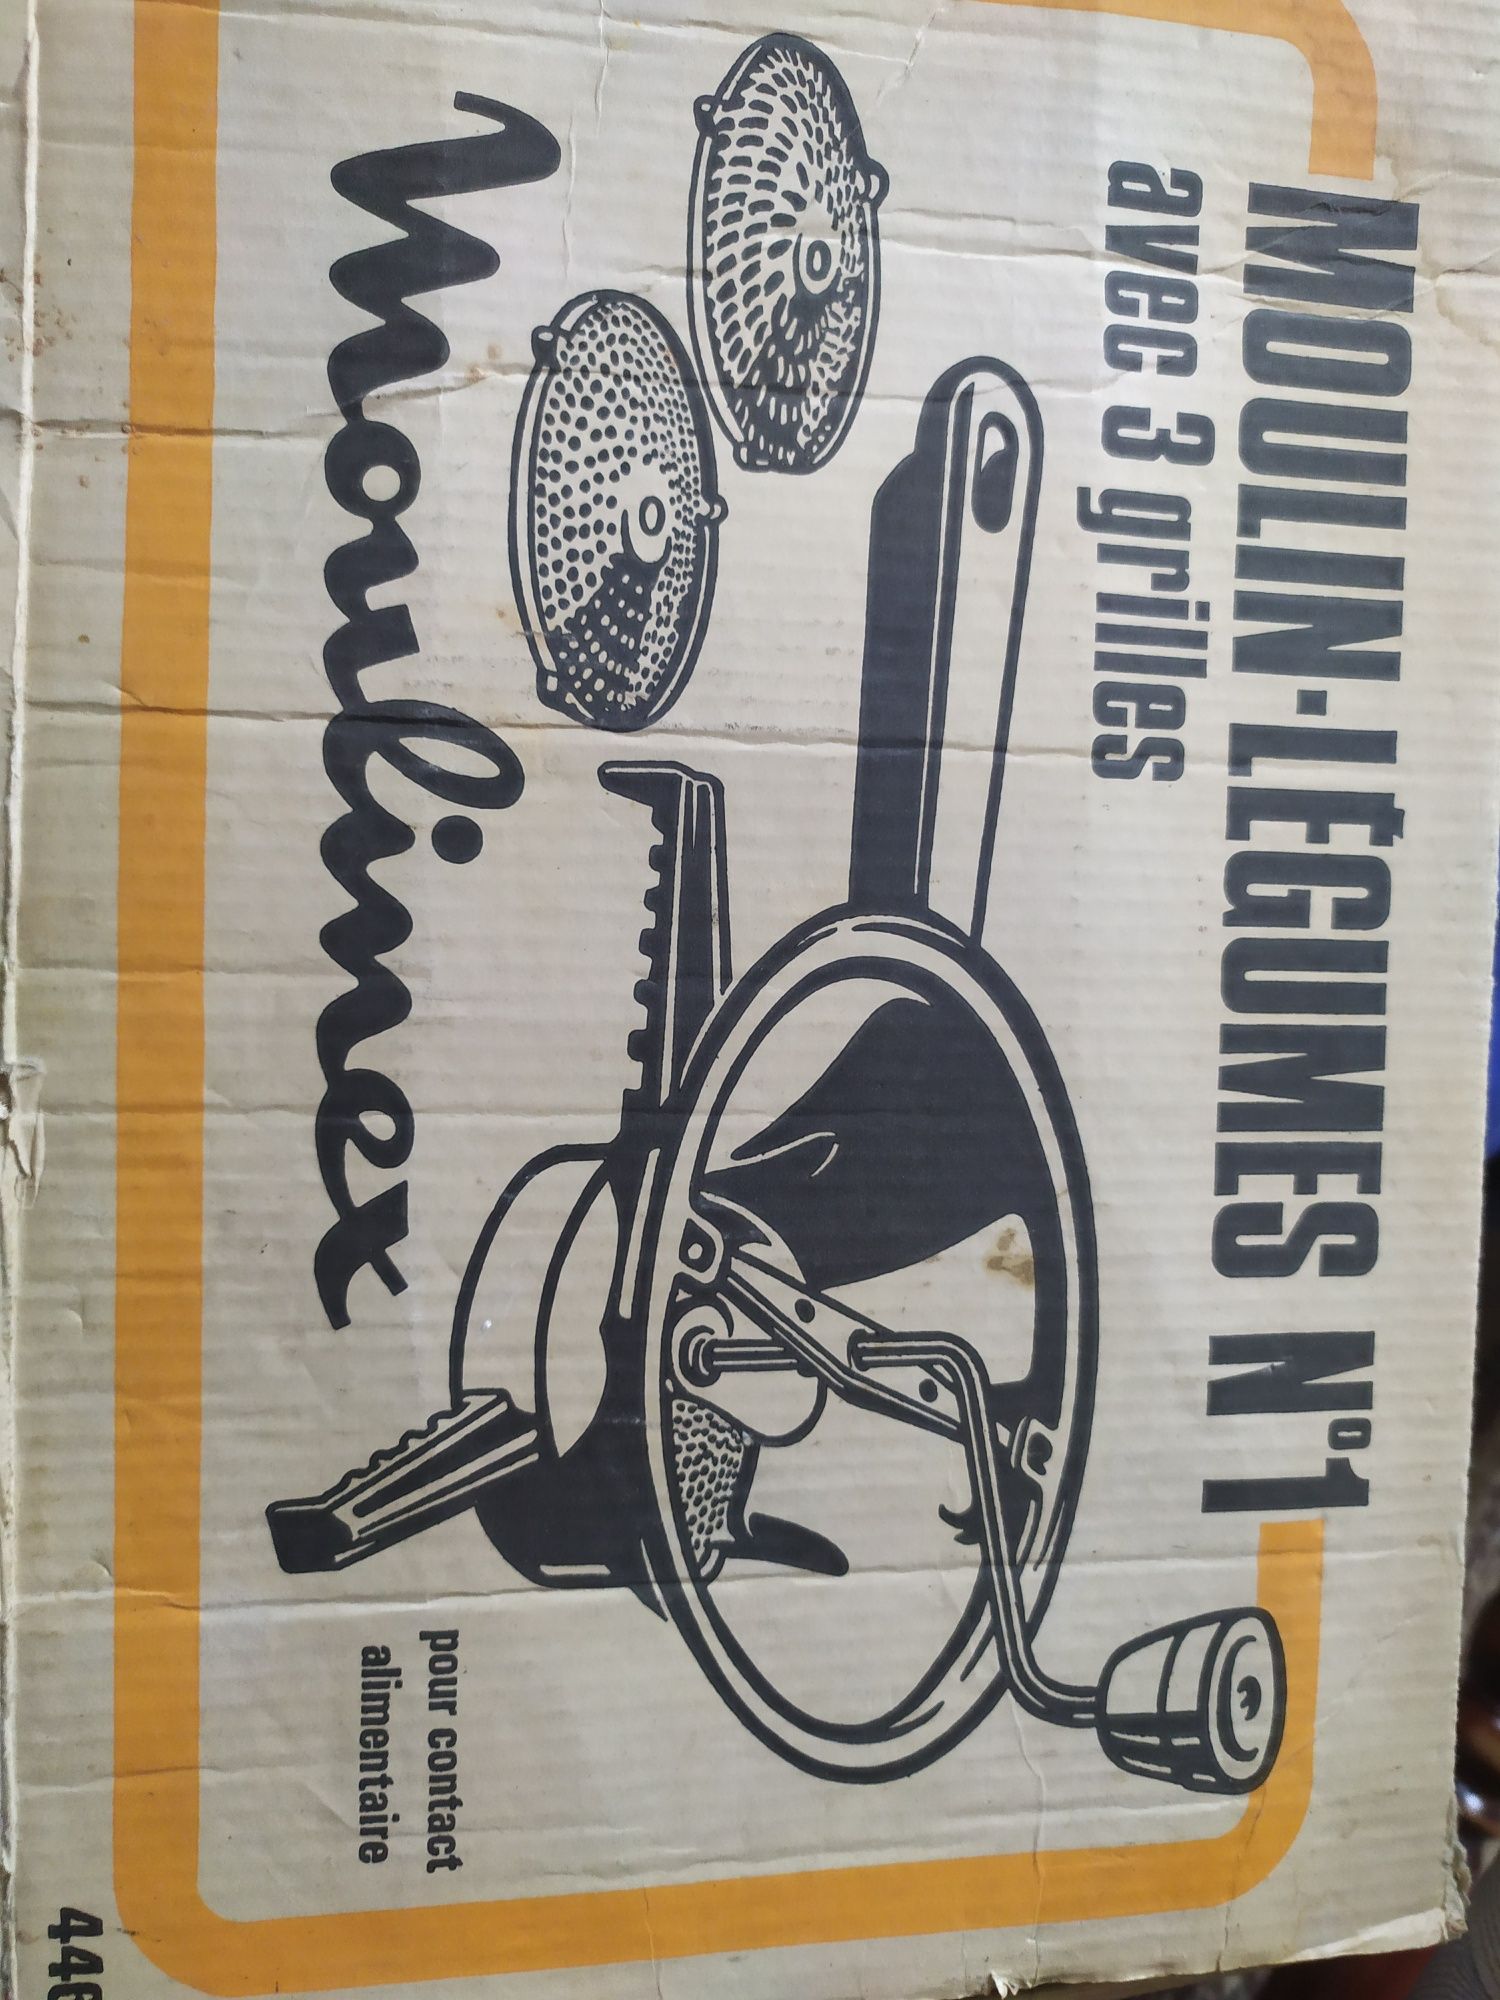 MOULIN-LÉGUMES N°1
avec 3 grilles
Moulinex
pour contact
alimentaire